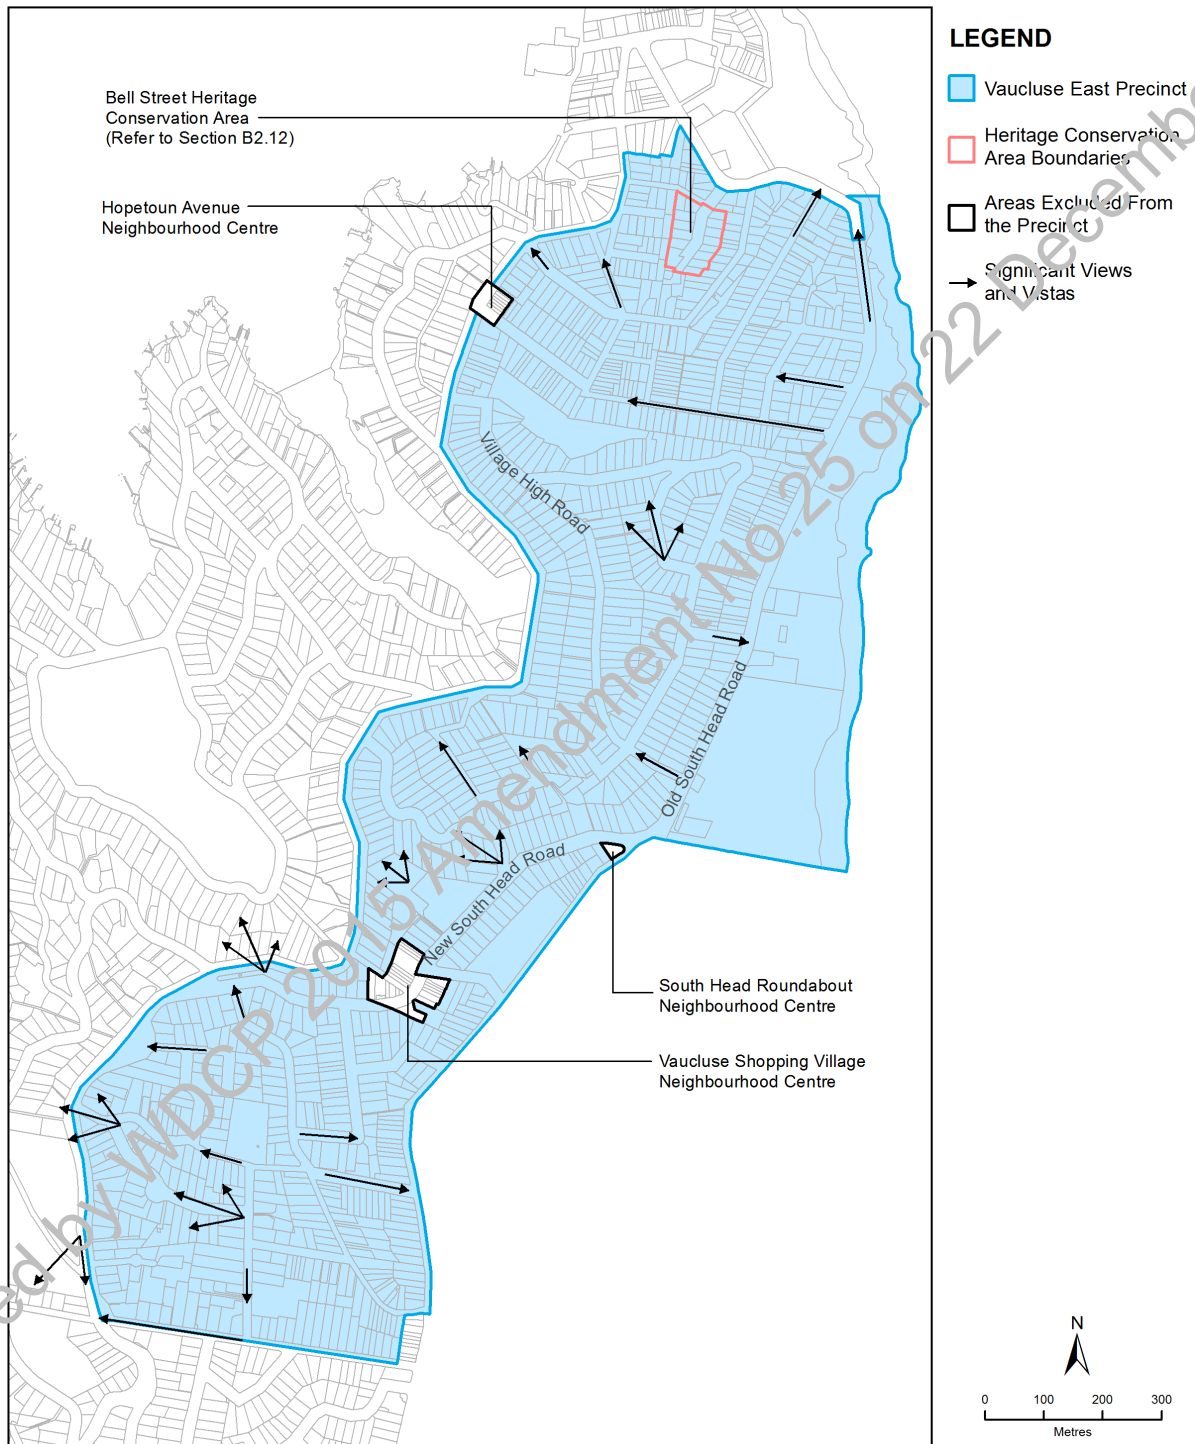 Bell Street Heritage
Conservation Area
(Refer to Section B2.12)
Hopetoun Avenue
Neighbourhood Centre
Village High Road
Old South Head Road
New South Head Road
South Head Roundabout
Neighbourhood Centre
Vaucluse Shopping Village
Neighbourhood Centre
LEGEND
Vaucluse East Precinct
Heritage Conservation
Area Boundaries
Areas Excluded From
the Precinct
Significant Views
and Vistas
N
0 100 200 300
Metres
by WDCP 2015 Amendment No.25 on 22